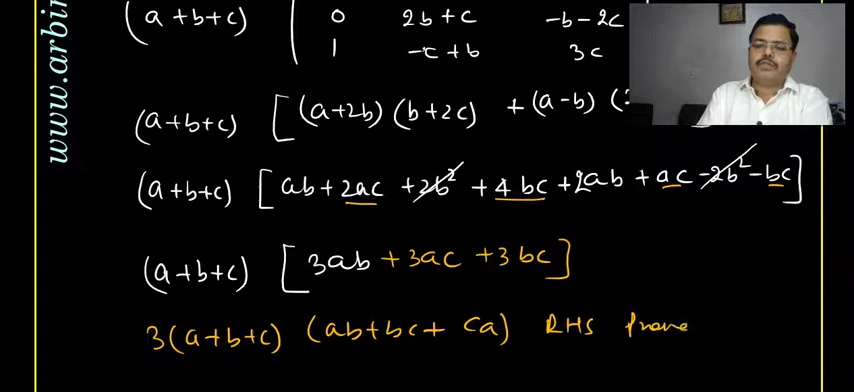 www.arbin
(a+b+c) | 0 2b+c -b-2c
1 -c+b 3c
(a+b+c) [(a+2b) (b+2c) + (a-b) (
(a+b+c) [ab+2ac+2b²+4bc+2ab+ac-2b²-bc]
(a+b+c) [3ab+3ac+3bc]
3(a+b+c) (ab+bc+ca) RHS Prove